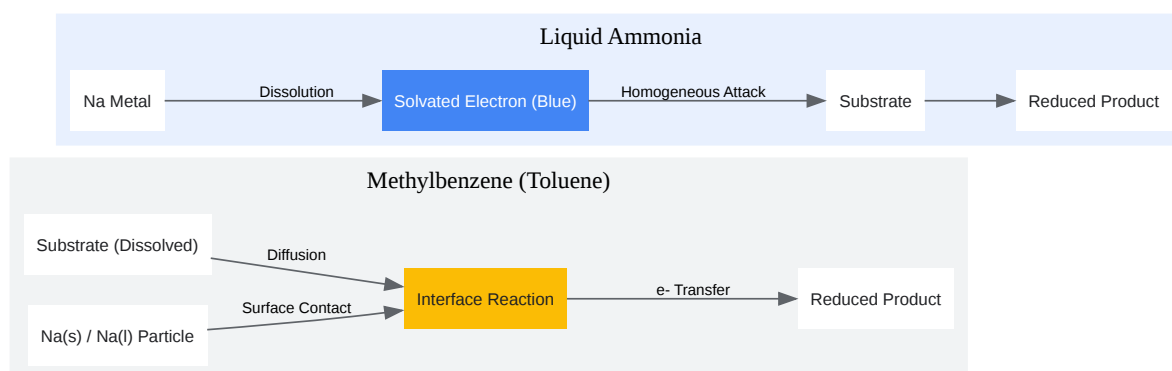 Liquid Ammonia
Na Metal
Dissolution
Solvated Electron (Blue)
Homogeneous Attack
Substrate
Reduced Product
Methylbenzene (Toluene)
Substrate (Dissolved)
Diffusion
Na(s) / Na(l) Particle
Surface Contact
Interface Reaction
e- Transfer
Reduced Product